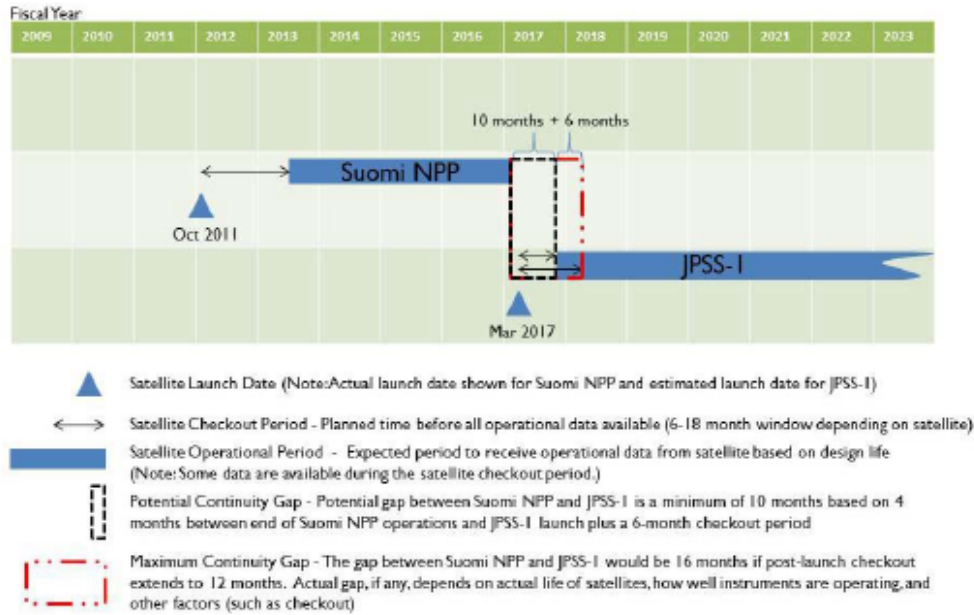 Fiscal Year
2009 2010 2011 2012 2013 2014 2015 2016 2017 2018 2019 2020 2021 2022 2023
10 months + 6 months
Suomi NPP
Oct 2011
JPSS-1
Mar 2017
Satellite Launch Date (Note:Actual launch date shown for Suomi NPP and estimated launch date for JPSS-1)
Satellite Checkout Period - Planned time before all operational data available (6-18 month window depending on satellite)
Satellite Operational Period - Expected period to receive operational data from satellite based on design life
(Note: Some data are available during the satellite checkout period.)
Potential Continuity Gap - Potential gap between Suomi NPP and JPSS-1 is a minimum of 10 months based on 4
months between end of Suomi NPP operations and JPSS-1 launch plus a 6-month checkout period
Maximum Continuity Gap - The gap between Suomi NPP and JPSS-1 would be 16 months if post-launch checkout
extends to 12 months. Actual gap, if any, depends on actual life of satellites, how well instruments are operating, and
other factors (such as checkout)